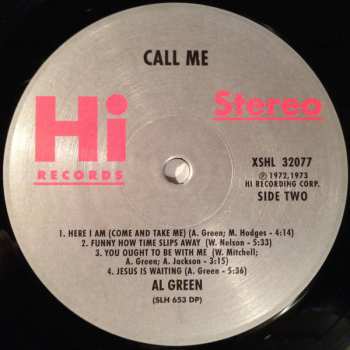 CALL ME
Hi
RECORDS
Stereo
XSHL 32077
℗ 1972,1973
HI RECORDING CORP.
SIDE TWO
1. HERE I AM (COME AND TAKE ME) (A. Green; M. Hodges - 4:14)
2. FUNNY HOW TIME SLIPS AWAY (W. Nelson - 5:33)
3. YOU OUGHT TO BE WITH ME (W. Mitchell;
A. Green; A. Jackson - 3:15)
4. JESUS IS WAITING (A. Green - 5:36)
AL GREEN
(SLH 653 DP)